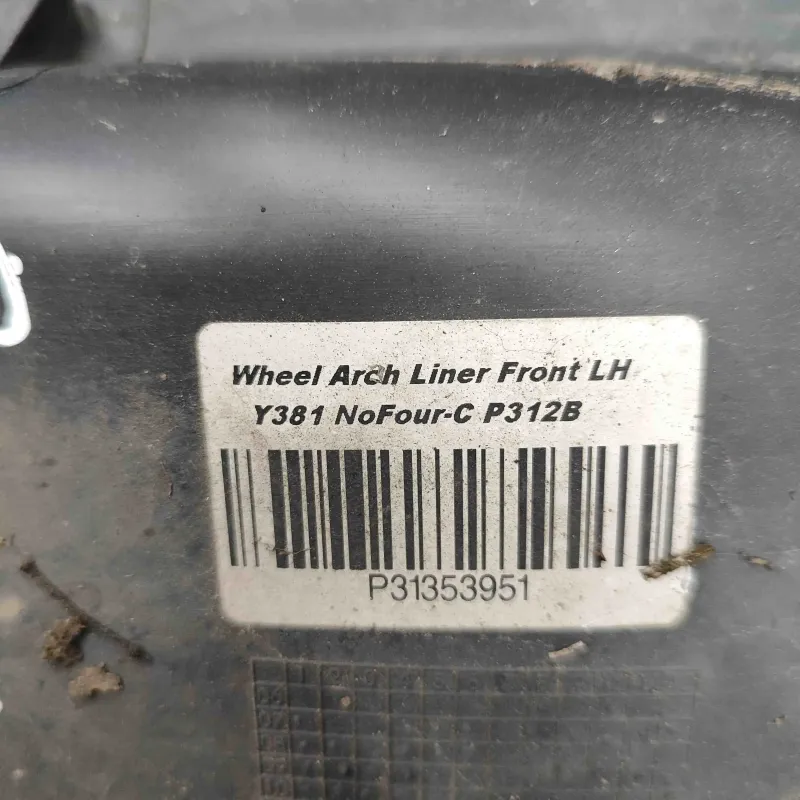 Wheel Arch Liner Front LH
Y381 NoFour-C P312B
P31353951